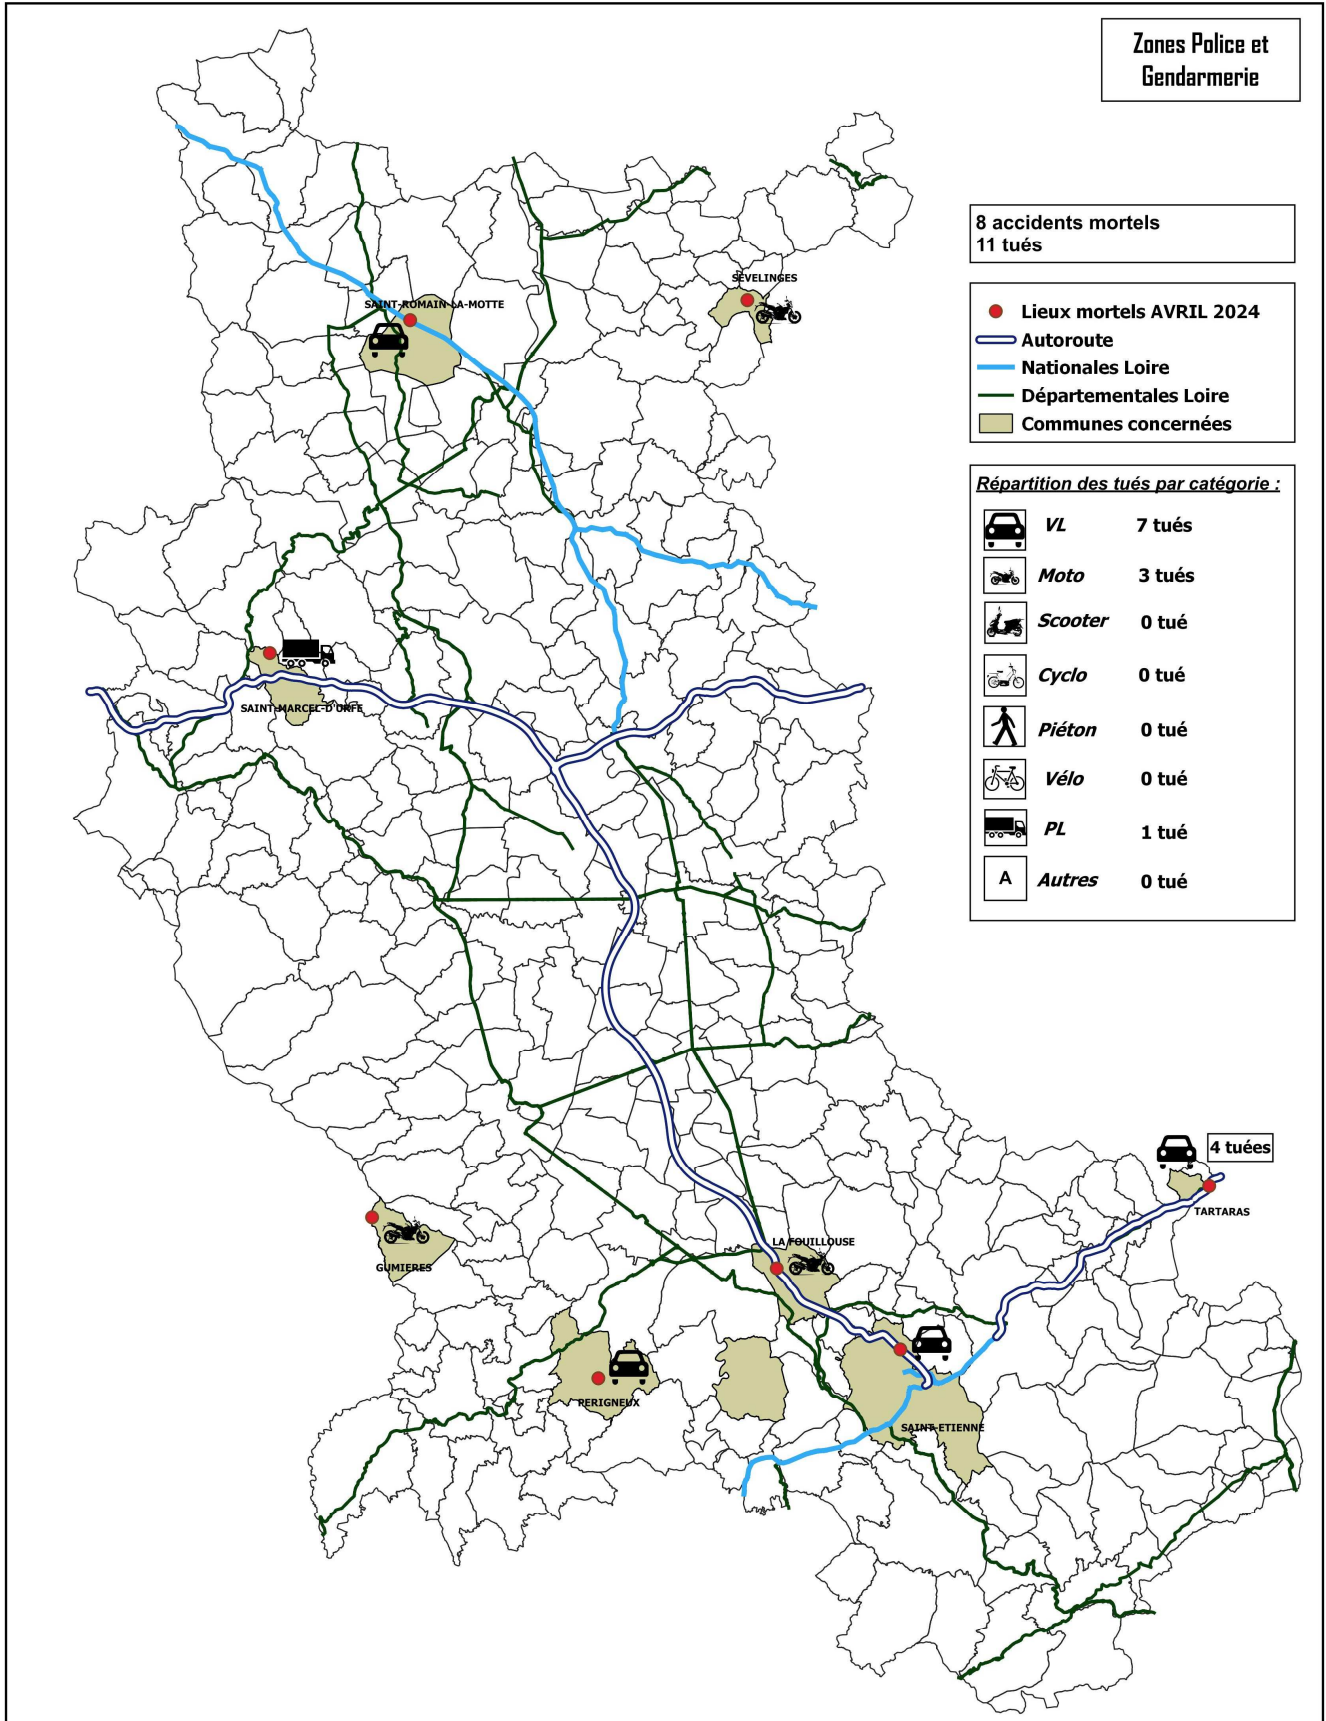 Zones Police et
Gendarmerie
8 accidents mortels
11 tués
Lieux mortels AVRIL 2024
Autoroute
Nationales Loire
Départementales Loire
Communes concernées
Répartition des tués par catégorie :
VL 7 tués
Moto 3 tués
Scooter 0 tué
Cyclo 0 tué
Piéton 0 tué
Vélo 0 tué
PL 1 tué
A Autres 0 tué
SEVELINGES
SAINT-ROMAIN-LA-MOTTE
SAINT-MARCEL-D'URFE
4 tuées
TARTARAS
LA FOUILLOUSE
GUMIERES
PERIGNEUX
SAINT-ETIENNE